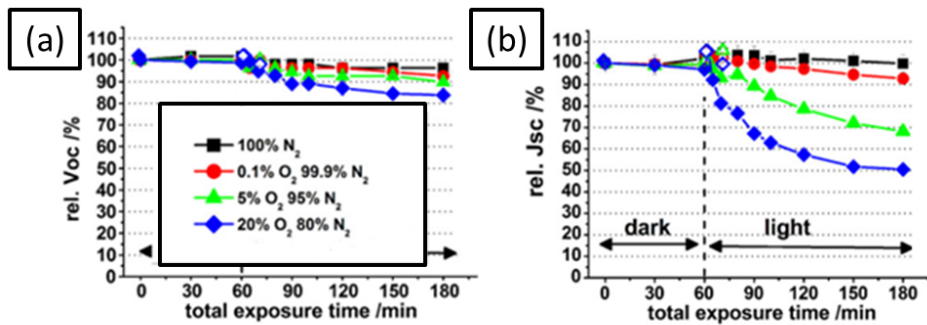 (a)
rel. Voc /%
110
100
90
80
70
60
50
40
30
20
10
0
100% N₂
0.1% O₂ 99.9% N₂
5% O₂ 95% N₂
20% O₂ 80% N₂
0 30 60 90 120 150 180
total exposure time /min
(b)
rel. Jsc /%
110
100
90
80
70
60
50
40
30
20
10
0
dark
light
0 30 60 70 90 120 150 180
total exposure time /min